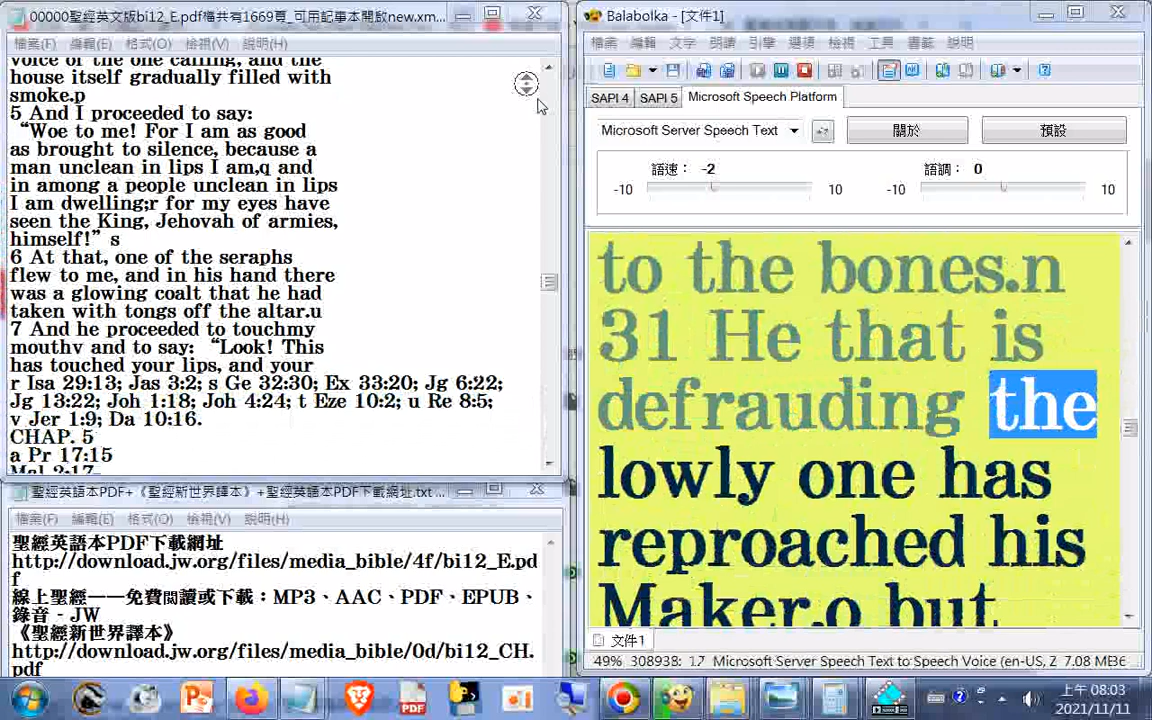 00000聖經英文版bi12_E.pdf檔共有1669頁_可用記事本開啟new.xm...
檔案(F) 編輯(E) 格式(O) 檢視(V) 說明(H)
voice of the one calling, and the
house itself gradually filled with
smoke.p
5 And I proceeded to say:
“Woe to me! For I am as good
as brought to silence, because a
man unclean in lips I am,q and
in among a people unclean in lips
I am dwelling;r for my eyes have
seen the King, Jehovah of armies,
himself!” s
6 At that, one of the seraphs
flew to me, and in his hand there
was a glowing coalt that he had
taken with tongs off the altar.u
7 And he proceeded to touchmy
mouthv and to say: “Look! This
has touched your lips, and your
r Isa 29:13; Jas 3:2; s Ge 32:30; Ex 33:20; Jg 6:22;
Jg 13:22; Joh 1:18; Joh 4:24; t Eze 10:2; u Re 8:5;
v Jer 1:9; Da 10:16.
CHAP. 5
a Pr 17:15
Mal 2:17
聖經英語本PDF+《聖經新世界譯本》+聖經英語本PDF下載網址.txt ...
檔案(F) 編輯(E) 格式(O) 檢視(V) 說明(H)
聖經英語本PDF下載網址
http://download.jw.org/files/media_bible/4f/bi12_E.pd
f
線上聖經——免費閱讀或下載：MP3、AAC、PDF、EPUB、
錄音 - JW
《聖經新世界譯本》
http://download.jw.org/files/media_bible/0d/bi12_CH.
pdf
Balabolka - [文件1]
檔案 編輯 文字 朗讀 引擎 選項 檢視 工具 書籤 說明
SAPI 4 SAPI 5 Microsoft Speech Platform
Microsoft Server Speech Text 關於 預設
語速： -2 語調： 0
-10 10 -10 10
to the bones.n
31 He that is
defrauding the
lowly one has
reproached his
Maker,o but
文件1
49% 308938: 17 Microsoft Server Speech Text to Speech Voice (en-US, Z 7.08 MB
上午 08:03
2021/11/11